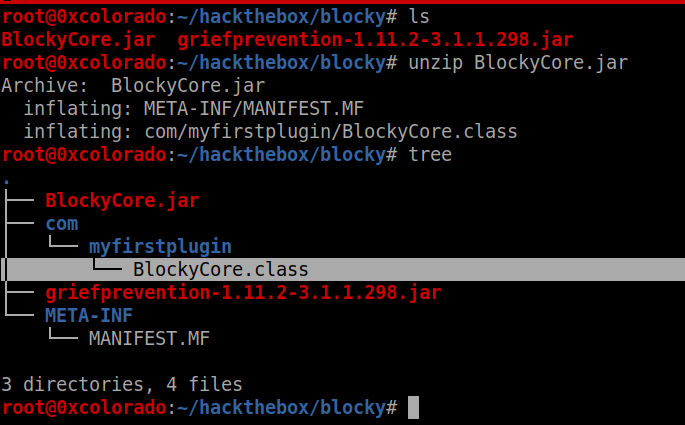 root@0xcolorado:~/hackthebox/blocky# ls
BlockyCore.jar  griefprevention-1.11.2-3.1.1.298.jar
root@0xcolorado:~/hackthebox/blocky# unzip BlockyCore.jar
Archive:  BlockyCore.jar
  inflating: META-INF/MANIFEST.MF
  inflating: com/myfirstplugin/BlockyCore.class
root@0xcolorado:~/hackthebox/blocky# tree
.
├── BlockyCore.jar
├── com
│   └── myfirstplugin
│       └── BlockyCore.class
├── griefprevention-1.11.2-3.1.1.298.jar
└── META-INF
    └── MANIFEST.MF

3 directories, 4 files
root@0xcolorado:~/hackthebox/blocky#